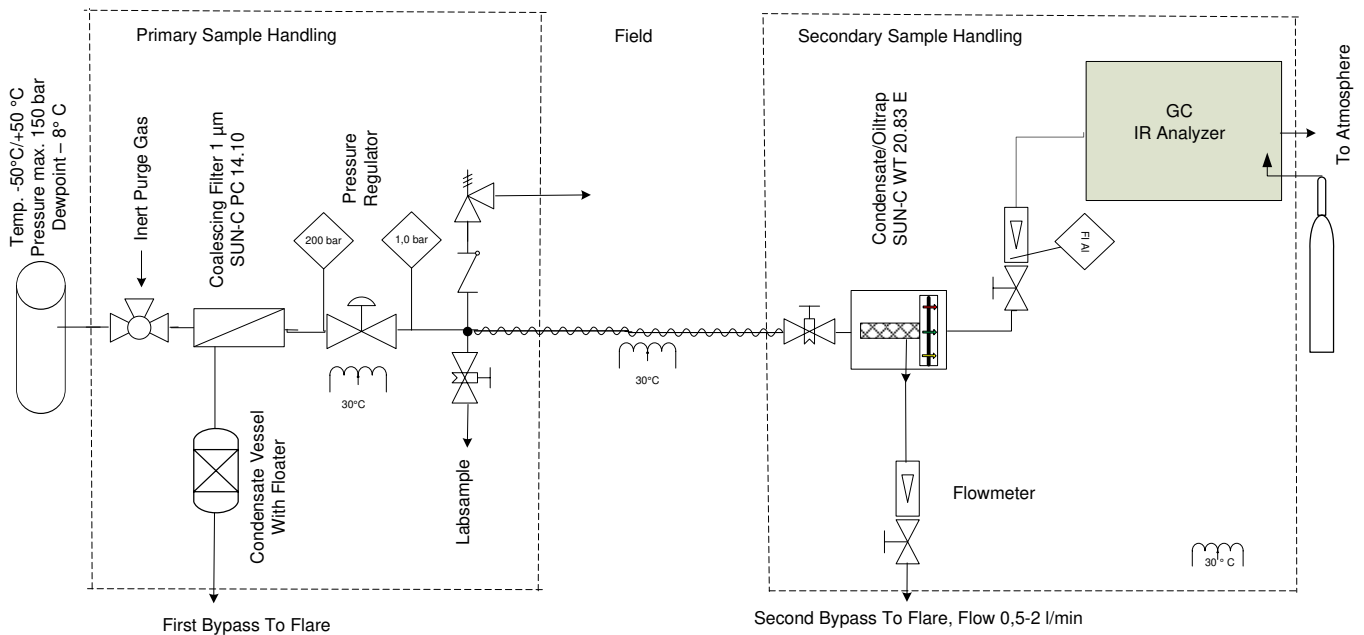 Primary Sample Handling
Field
Secondary Sample Handling
Temp. -50°C/+50 °C
Pressure max. 150 bar
Dewpoint – 8° C
Inert Purge Gas
Coalescing Filter 1 µm
SUN-C PC 14.10
Pressure
Regulator
200 bar
1,0 bar
30°C
30°C
Condensate Vessel
With Floater
Labsample
First Bypass To Flare
Condensate/Oiltrap
SUN-C WT 20.83 E
GC
IR Analyzer
To Atmosphere
FI AI
Flowmeter
30 ° C
Second Bypass To Flare, Flow 0,5-2 l/min